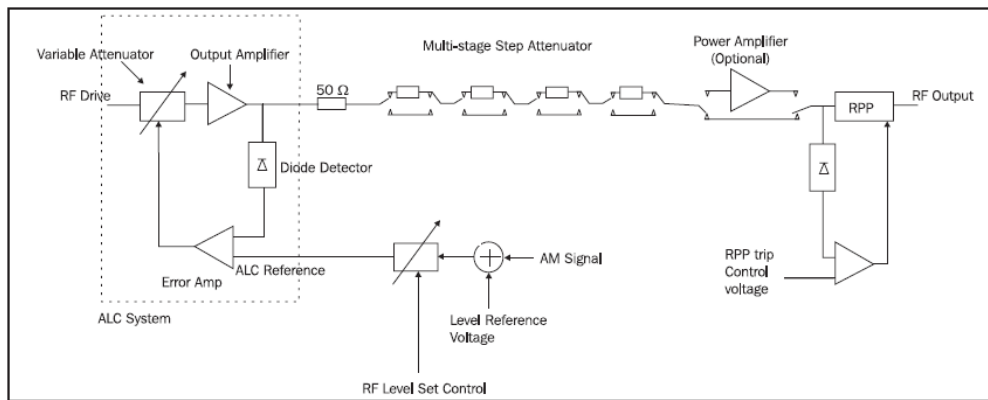 Variable Attenuator
Output Amplifier
Multi-stage Step Attenuator
Power Amplifier
(Optional)
RF Drive
50 Ω
RPP
RF Output
Diode Detector
ALC Reference
Error Amp
ALC System
AM Signal
Level Reference
Voltage
RF Level Set Control
RPP trip
Control
voltage